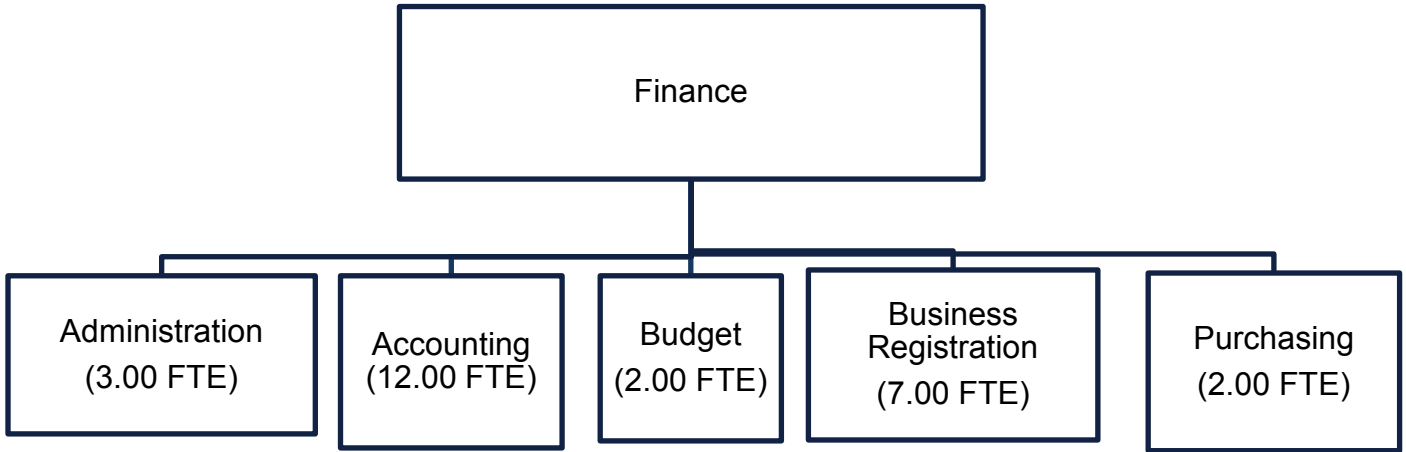 Finance
Administration
(3.00 FTE)
Accounting
(12.00 FTE)
Budget
(2.00 FTE)
Business
Registration
(7.00 FTE)
Purchasing
(2.00 FTE)